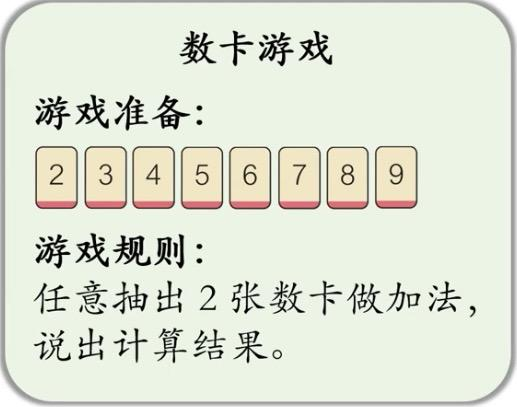 数卡游戏
游戏准备：
2 3 4 5 6 7 8 9
游戏规则：
任意抽出 2 张数卡做加法，
说出计算结果。